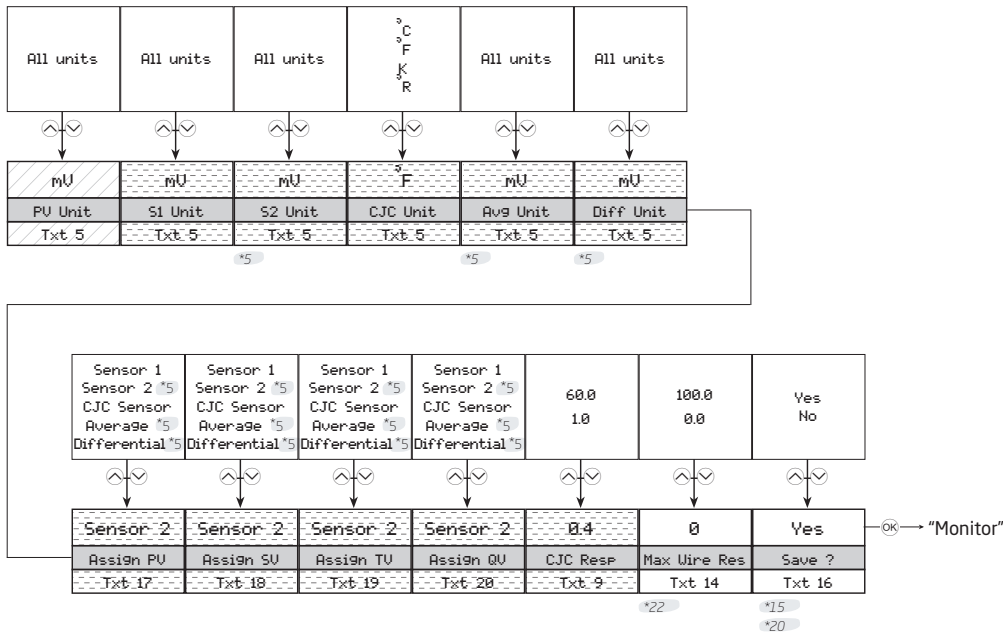 All units All units All units °C All units All units
°F
K
°R
mV mV mV °F mV mV
PV Unit S1 Unit S2 Unit CJC Unit Avg Unit Diff Unit
Txt 5 Txt 5 Txt 5 Txt 5 Txt 5 Txt 5
*5 *5 *5
Sensor 1 Sensor 1 Sensor 1 Sensor 1
Sensor 2 *5 Sensor 2 *5 Sensor 2 *5 Sensor 2 *5 60.0 100.0 Yes
CJC Sensor CJC Sensor CJC Sensor CJC Sensor 1.0 0.0 No
Average *5 Average *5 Average *5 Average *5
Differential *5 Differential *5 Differential *5 Differential *5
Sensor 2 Sensor 2 Sensor 2 Sensor 2 0.4 0 Yes OK "Monitor"
Assign PV Assign SV Assign TV Assign QV CJC Resp Max Wire Res Save ?
Txt 17 Txt 18 Txt 19 Txt 20 Txt 9 Txt 14 Txt 16
*22 *15
*20